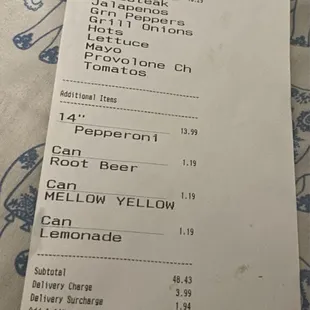 Jalapenos
Grn Peppers
Grill Onions
Hots
Lettuce
Mayo
Provolone Ch
Tomatos
Additional Items
14" 13.99
Pepperoni
Can 1.19
Root Beer
Can 1.19
MELLOW YELLOW
Can 1.19
Lemonade
Subtotal 48.43
Delivery Charge 3.99
Delivery Surcharge 1.94